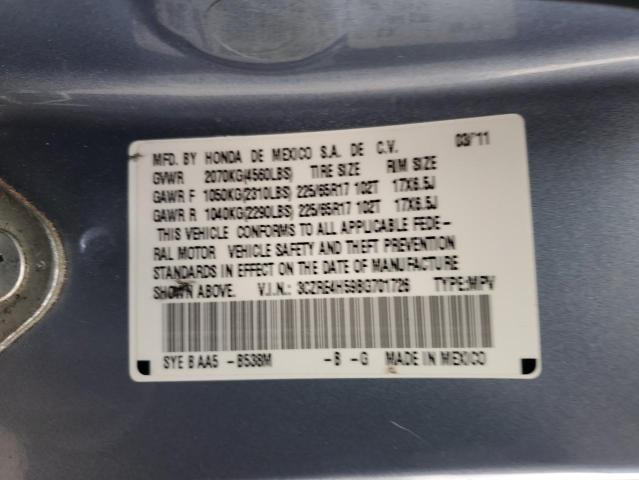 MFD. BY HONDA DE MEXICO S.A. DE C.V. 03/11
GVWR 2070KG(4560LBS) TIRE SIZE RIM SIZE
GAWR F 1050KG(2310LBS) 225/65R17 102T 17X6.5J
GAWR R 1040KG(2290LBS) 225/65R17 102T 17X6.5J
THIS VEHICLE CONFORMS TO ALL APPLICABLE FEDE-
RAL MOTOR VEHICLE SAFETY AND THEFT PREVENTION
STANDARDS IN EFFECT ON THE DATE OF MANUFACTURE
SHOWN ABOVE. V.I.N.: 3CZRE4H59BG701726 TYPE:MPV
SYE B AA5 -B538M -B -G MADE IN MEXICO